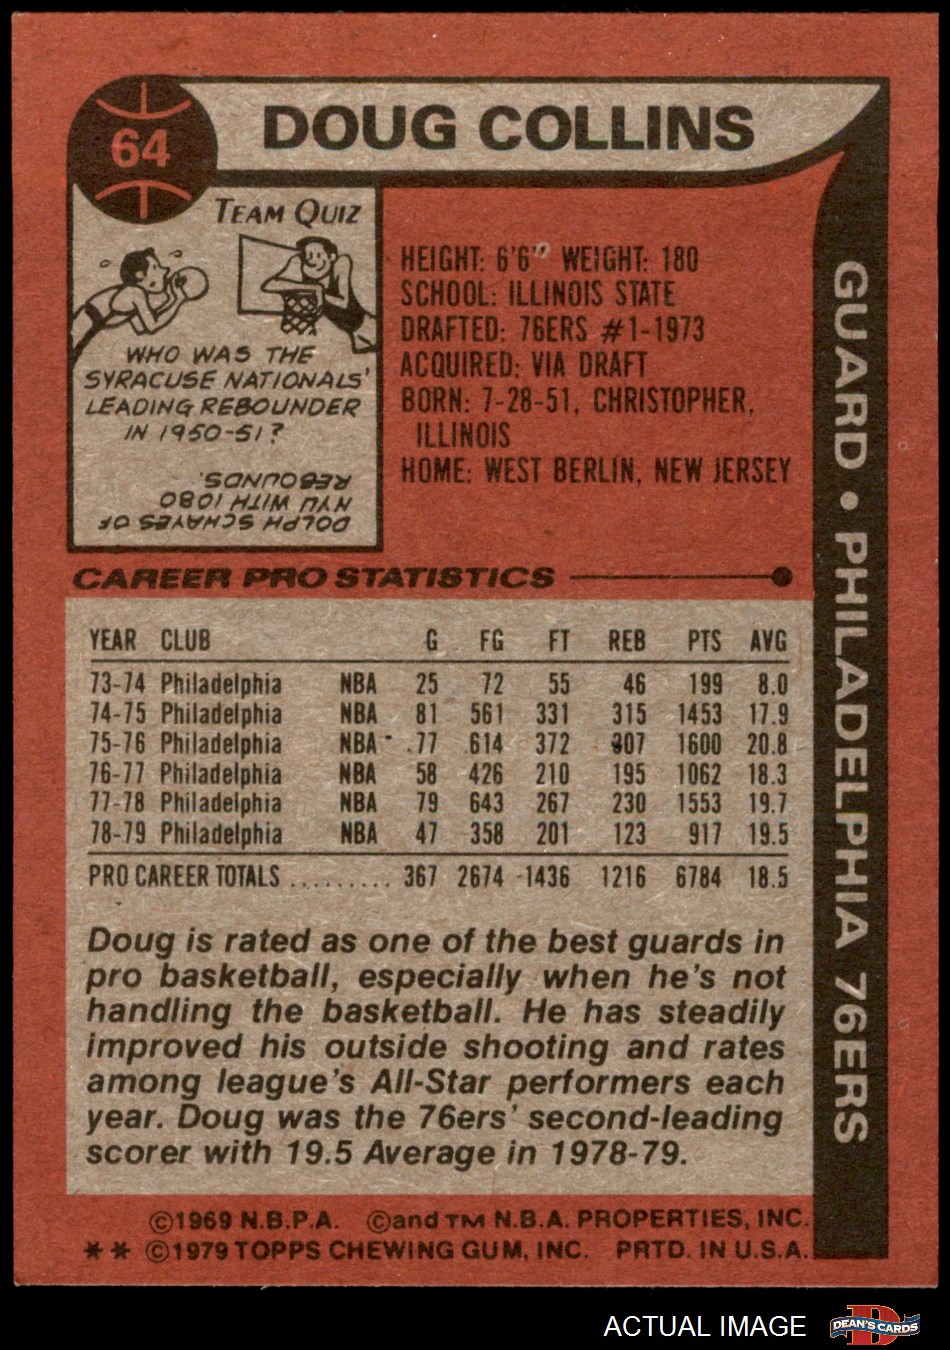 64
DOUG COLLINS
TEAM QUIZ
WHO WAS THE
SYRACUSE NATIONALS'
LEADING REBOUNDER
IN 1950-51?
DOLPH SCHAYES OF
NYU WITH 1080
REBOUNDS.
HEIGHT: 6'6" WEIGHT: 180
SCHOOL: ILLINOIS STATE
DRAFTED: 76ERS #1-1973
ACQUIRED: VIA DRAFT
BORN: 7-28-51, CHRISTOPHER,
ILLINOIS
HOME: WEST BERLIN, NEW JERSEY
GUARD • PHILADELPHIA 76ERS
CAREER PRO STATISTICS
YEAR CLUB G FG FT REB PTS AVG
73-74 Philadelphia NBA 25 72 55 46 199 8.0
74-75 Philadelphia NBA 81 561 331 315 1453 17.9
75-76 Philadelphia NBA 77 614 372 307 1600 20.8
76-77 Philadelphia NBA 58 426 210 195 1062 18.3
77-78 Philadelphia NBA 79 643 267 230 1553 19.7
78-79 Philadelphia NBA 47 358 201 123 917 19.5
PRO CAREER TOTALS ......... 367 2674 1436 1216 6784 18.5
Doug is rated as one of the best guards in
pro basketball, especially when he's not
handling the basketball. He has steadily
improved his outside shooting and rates
among league's All-Star performers each
year. Doug was the 76ers' second-leading
scorer with 19.5 Average in 1978-79.
©1969 N.B.P.A. ©and TM N.B.A. PROPERTIES, INC.
** ©1979 TOPPS CHEWING GUM, INC. PRTD. IN U.S.A.
ACTUAL IMAGE
D
DEAN'S CARDS